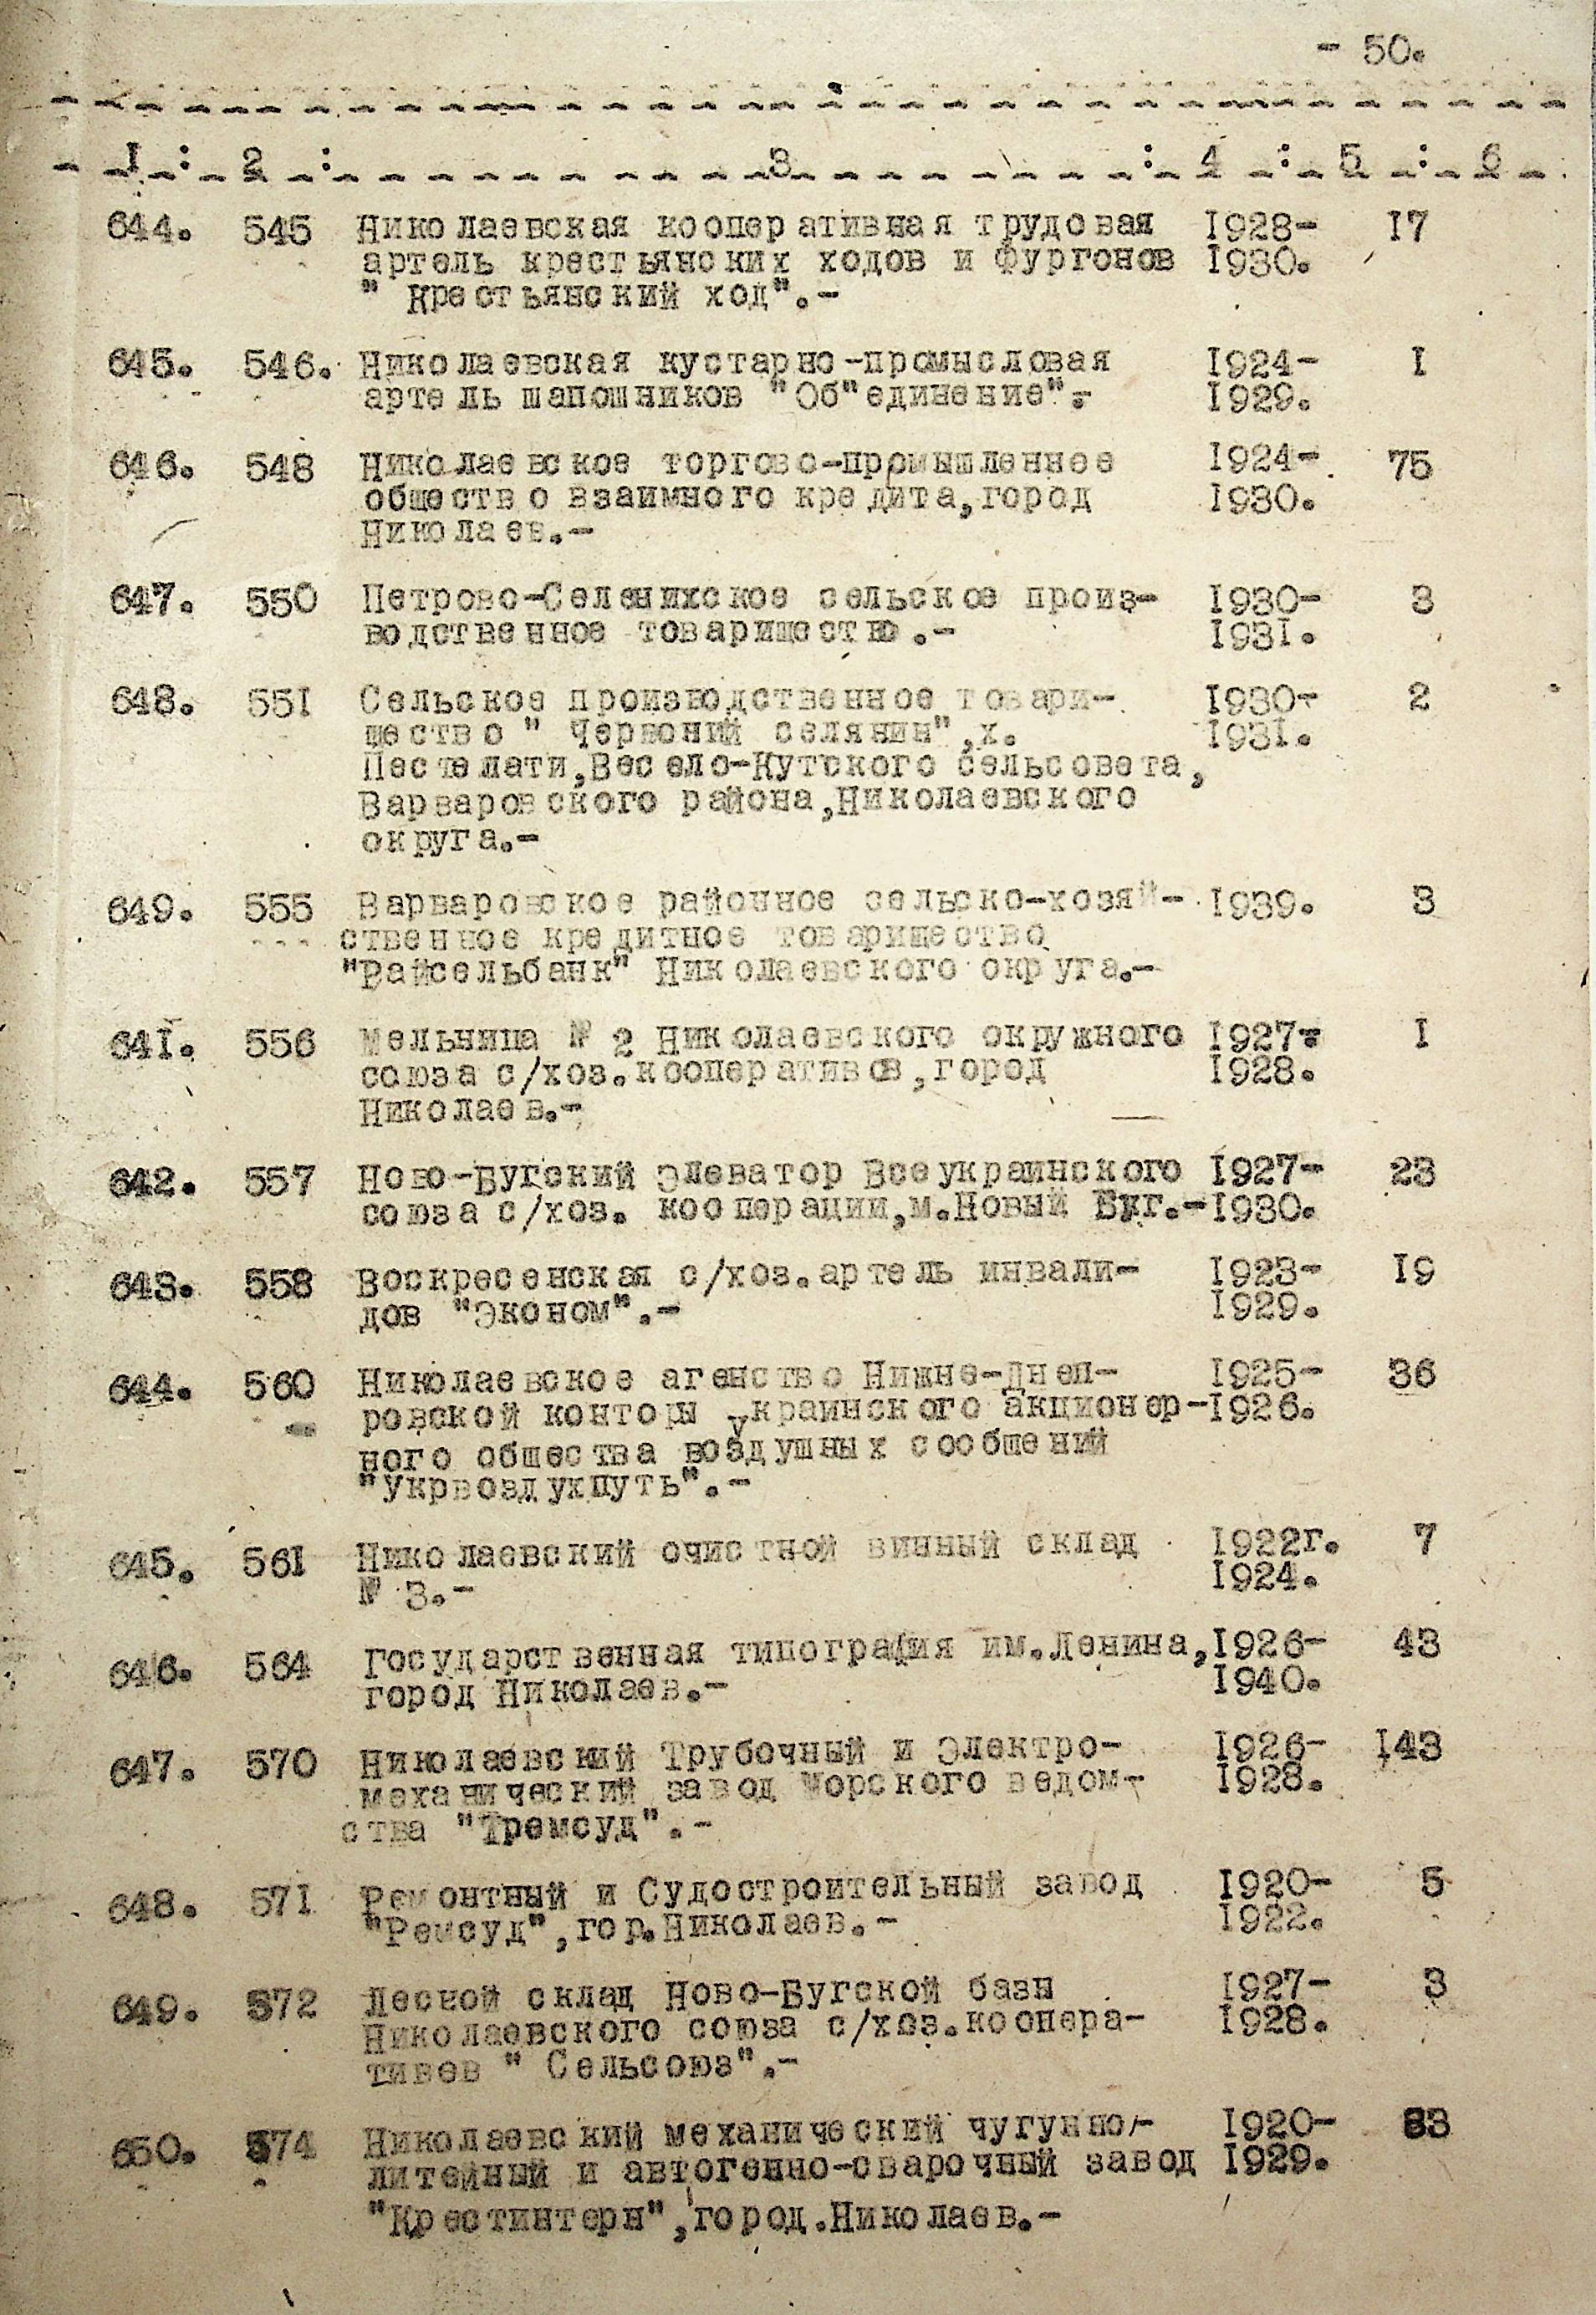 - 50.
1 : 2 : 3 : 4 : 5 : 6
644. 545 Николаевская кооперативная трудовая 1928- 17
артель крестьянских ходов и фургонов 1930.
" Крестьянский ход".-
645. 546. Николаевская кустарно-промысловая 1924- 1
артель шапошников "Об"единение".- 1929.
646. 548 Николаевское торгово-промышленное 1924- 75
общество взаимного кредита,город 1930.
Николаев.-
647. 550 Петрово-Селенихское сельское произ- 1930- 3
водственное товарищество.- 1931.
648. 551 Сельское производственное товари- 1930- 2
щество " Червоний селянин",х. 1931.
Пестелати,Весело-Кутского сельсовета,
Варваровского района,Николаевского
округа.-
649. 555 Варваровское районное сельско-хозяй- 1939. 3
ственное кредитное товарищество
"Райсельбанк" Николаевского округа.-
641. 556 Мельница № 2 Николаевского окружного 1927- 1
союза с/хоз.кооперативов,город 1928.
Николаев.-
642. 557 Ново-Бугский Элеватор Всеукраинского 1927- 23
союза с/хоз. кооперации,м.Новый Буг.- 1930.
643. 558 Воскресенская с/хоз.артель инвали- 1923- 19
дов "Эконом".- 1929.
644. 560 Николаевское агенство Нижне-Днеп- 1925- 36
ровской конторы Украинского акционер- 1926.
ного общества воздушных сообщений
"Укрвоздухпуть".-
645. 561 Николаевский очистной винный склад 1922г. 7
№ 3.- 1924.
646. 564 Государственная типография им.Ленина, 1926- 43
город Николаев.- 1940.
647. 570 Николаевский Трубочный и Электро- 1926- 143
механический завод Морского ведом- 1928.
ства "Тремсуд".-
648. 571 Ремонтный и Судостроительный завод 1920- 5
"Ремсуд",гор.Николаев.- 1922.
649. 572 Лесной склад Ново-Бугской базы 1927- 3
Николаевского союза с/хоз.коопера- 1928.
тивов " Сельсоюз".-
650. 574 Николаевский механический чугунно- 1920- 83
литейный и автогенно-сварочный завод 1929.
"Крестинтерн",город.Николаев.-